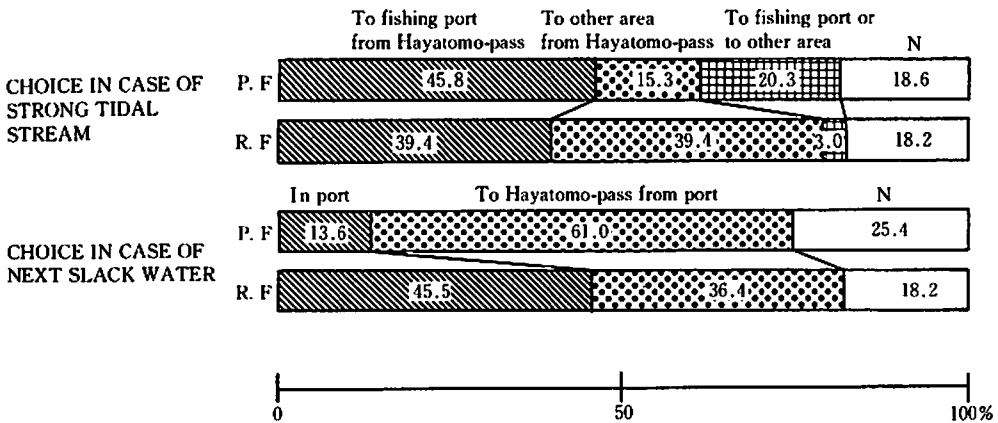 To fishing port
from Hayatomo-pass
To other area
from Hayatomo-pass
To fishing port or
to other area
N
CHOICE IN CASE OF
STRONG TIDAL
STREAM
P. F
45.8
15.3
20.3
18.6
R. F
39.4
39.4
3.0
18.2
In port
To Hayatomo-pass from port
N
CHOICE IN CASE OF
NEXT SLACK WATER
P. F
13.6
61.0
25.4
R. F
45.5
36.4
18.2
0
50
100%